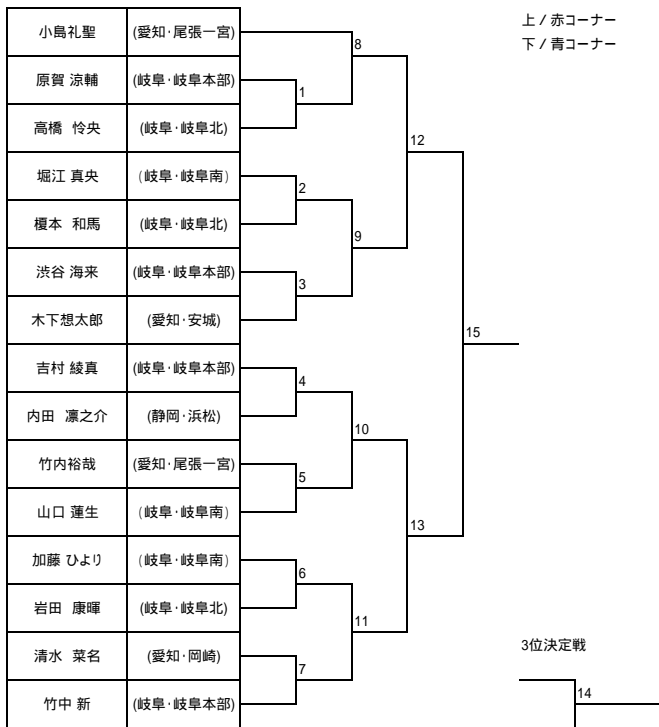 小島礼聖 (愛知·尾張一宮)
原賀 涼輔 (岐阜·岐阜本部)
高橋 怜央 (岐阜·岐阜北)
堀江 真央 (岐阜·岐阜南)
榎本 和馬 (岐阜·岐阜北)
渋谷 海来 (岐阜·岐阜本部)
木下想太郎 (愛知·安城)
吉村 綾真 (岐阜·岐阜本部)
内田 凛之介 (静岡·浜松)
竹内裕哉 (愛知·尾張一宮)
山口 蓮生 (岐阜·岐阜南)
加藤 ひより (岐阜·岐阜南)
岩田 康暉 (岐阜·岐阜北)
清水 菜名 (愛知·岡崎)
竹中 新 (岐阜·岐阜本部)
1
2
3
4
5
6
7
8
9
10
11
12
13
15
上 / 赤コーナー
下 / 青コーナー
3位決定戦
14